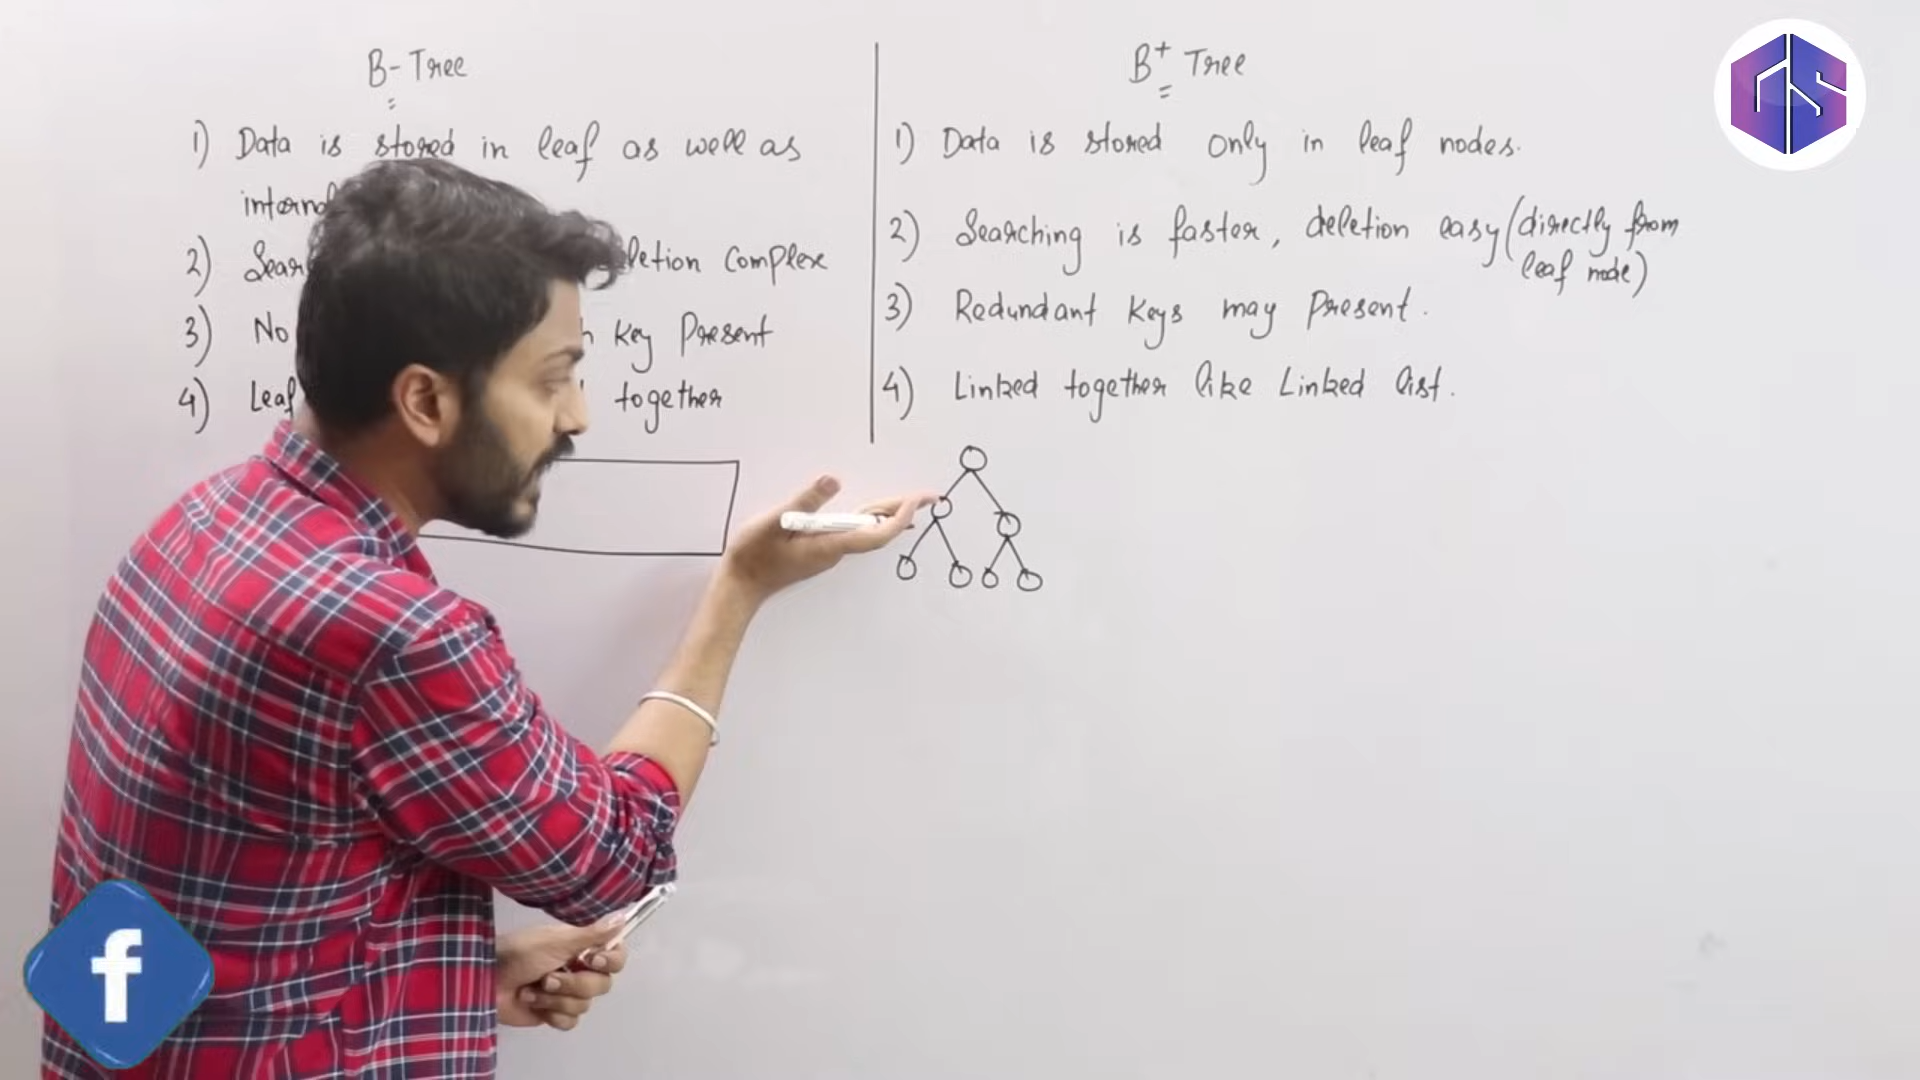 B- Tree
1) Data is stored in leaf as well as
2) deletion Complex
3) No key Present
4) Leaf together
B+ Tree
1) Data is stored only in leaf nodes.
2) Searching is faster, deletion easy (directly from
leaf node)
3) Redundant Keys may Present.
4) Linked together like Linked list.
GS
f